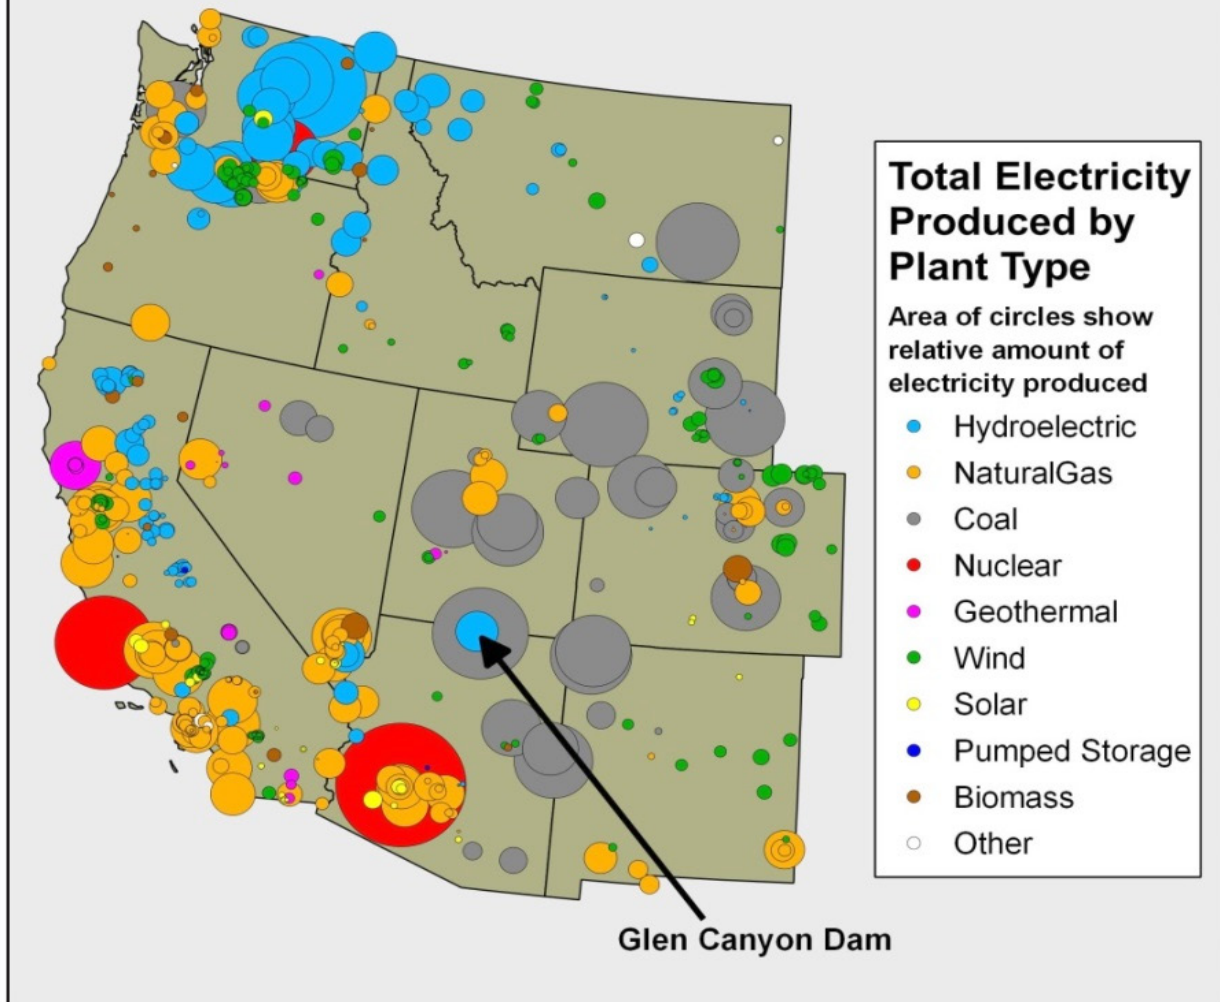 Total Electricity
Produced by
Plant Type
Area of circles show
relative amount of
electricity produced
Hydroelectric
NaturalGas
Coal
Nuclear
Geothermal
Wind
Solar
Pumped Storage
Biomass
Other
Glen Canyon Dam